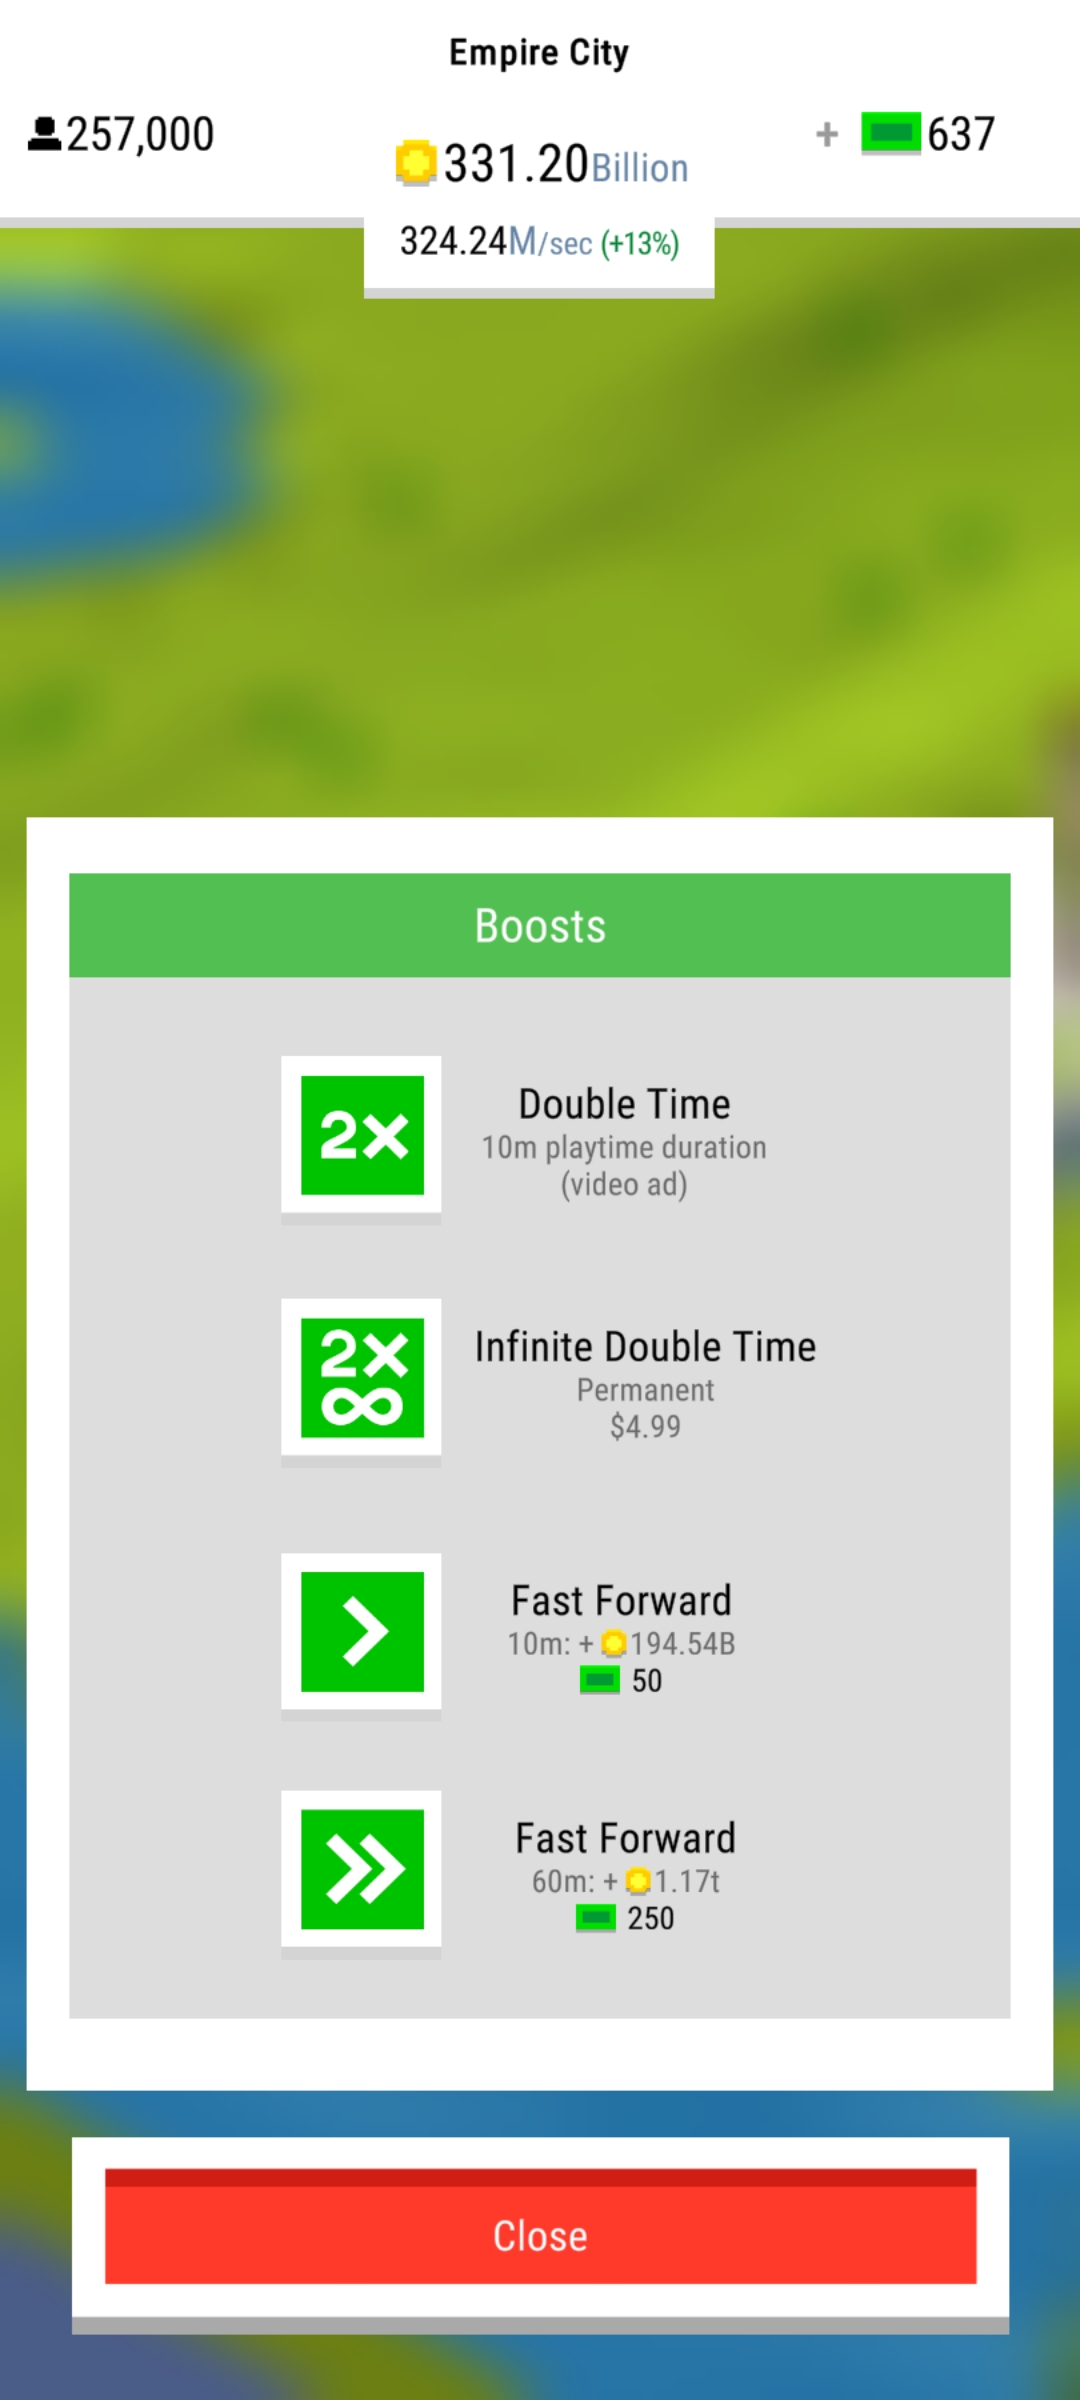 Empire City
257,000
331.20Billion
+ 637
324.24M/sec (+13%)
Boosts
2×
Double Time
10m playtime duration
(video ad)
2×
∞
Infinite Double Time
Permanent
$4.99
Fast Forward
10m: + 194.54B
50
Fast Forward
60m: + 1.17t
250
Close